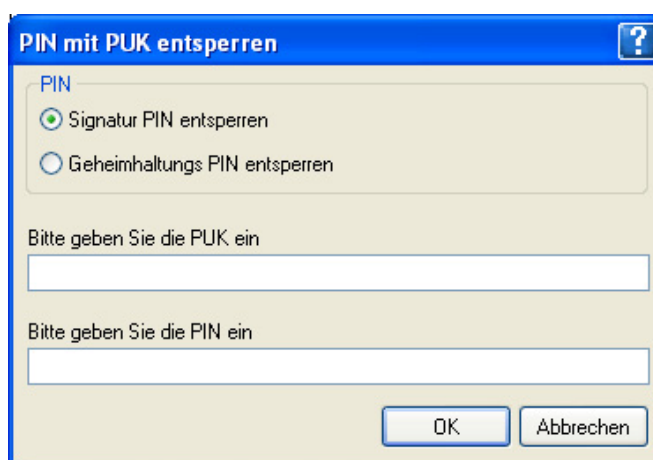 PIN mit PUK entsperren
?
PIN
Signatur PIN entsperren
Geheimhaltungs PIN entsperren
Bitte geben Sie die PUK ein
Bitte geben Sie die PIN ein
OK
Abbrechen